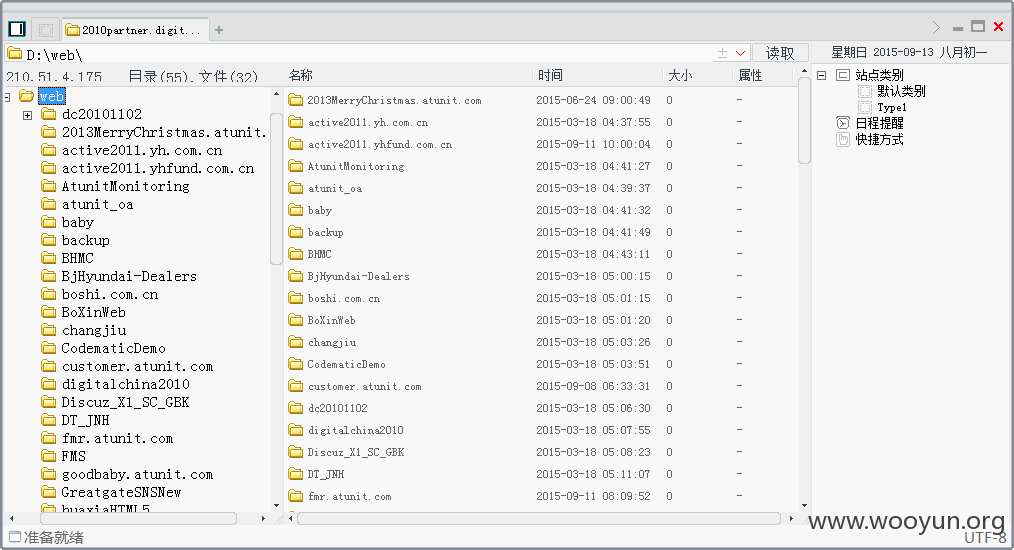 2010partner.digit...
D:\web\
读取
星期日 2015-09-13 八月初一
210.51.4.175 目录(55),文件(32)
名称 时间 大小 属性
web
dc20101102
2013MerryChristmas.atunit.
active2011.yh.com.cn
active2011.yhfund.com.cn
AtunitMonitoring
atunit_oa
baby
backup
BHMC
BjHyundai-Dealers
boshi.com.cn
BoXinWeb
changjiu
CodematicDemo
customer.atunit.com
digitalchina2010
Discuz_X1_SC_GBK
DT_JNH
fmr.atunit.com
FMS
goodbaby.atunit.com
GreatgateSNSNew
huaxiaHTML5
2013MerryChristmas.atunit.com 2015-06-24 09:00:49 0 -
active2011.yh.com.cn 2015-03-18 04:37:55 0 -
active2011.yhfund.com.cn 2015-09-11 10:00:04 0 -
AtunitMonitoring 2015-03-18 04:41:27 0 -
atunit_oa 2015-03-18 04:39:37 0 -
baby 2015-03-18 04:41:32 0 -
backup 2015-03-18 04:41:49 0 -
BHMC 2015-03-18 04:43:11 0 -
BjHyundai-Dealers 2015-03-18 05:00:15 0 -
boshi.com.cn 2015-03-18 05:01:15 0 -
BoXinWeb 2015-03-18 05:01:20 0 -
changjiu 2015-03-18 05:03:26 0 -
CodematicDemo 2015-03-18 05:03:51 0 -
customer.atunit.com 2015-09-08 06:33:31 0 -
dc20101102 2015-03-18 05:06:30 0 -
digitalchina2010 2015-03-18 05:07:55 0 -
Discuz_X1_SC_GBK 2015-03-18 05:08:23 0 -
DT_JNH 2015-03-18 05:11:07 0 -
fmr.atunit.com 2015-09-11 08:09:52 0 -
站点类别
默认类别
Type1
日程提醒
快捷方式
www.wooyun.org
准备就绪
UTF-8